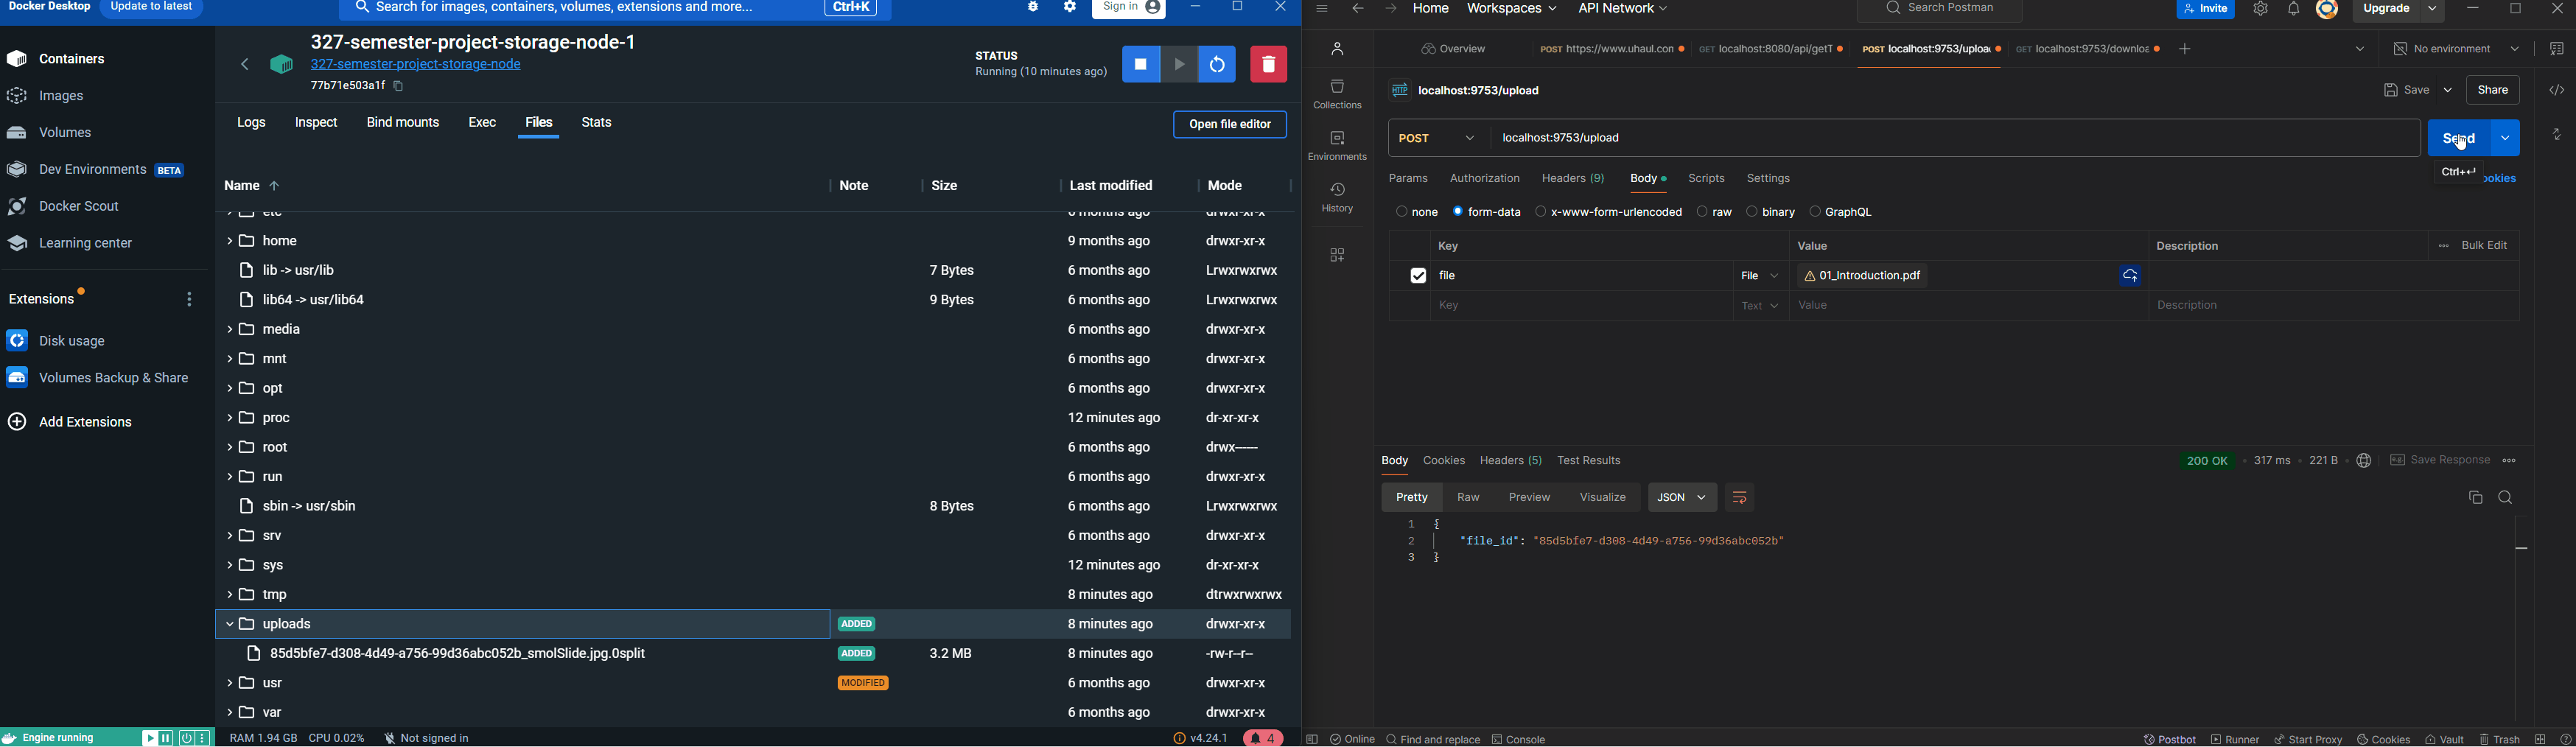 Docker Desktop
Update to latest
Search for images, containers, volumes, extensions and more...
Ctrl+K
Sign in
Containers
Images
Volumes
Dev Environments BETA
Docker Scout
Learning center
Extensions
Disk usage
Volumes Backup & Share
Add Extensions
327-semester-project-storage-node-1
327-semester-project-storage-node
77b71e503a1f
STATUS
Running (10 minutes ago)
Logs Inspect Bind mounts Exec Files Stats
Open file editor
Name Note Size Last modified Mode
etc 6 months ago drwxr-xr-x
home 9 months ago drwxr-xr-x
lib -> usr/lib 7 Bytes 6 months ago Lrwxrwxrwx
lib64 -> usr/lib64 9 Bytes 6 months ago Lrwxrwxrwx
media 6 months ago drwxr-xr-x
mnt 6 months ago drwxr-xr-x
opt 6 months ago drwxr-xr-x
proc 12 minutes ago dr-xr-xr-x
root 6 months ago drwx------
run 6 months ago drwxr-xr-x
sbin -> usr/sbin 8 Bytes 6 months ago Lrwxrwxrwx
srv 6 months ago drwxr-xr-x
sys 12 minutes ago dr-xr-xr-x
tmp 8 minutes ago dtrwxrwxrwx
uploads ADDED 8 minutes ago drwxr-xr-x
85d5bfe7-d308-4d49-a756-99d36abc052b_smolSlide.jpg.0split ADDED 3.2 MB 8 minutes ago -rw-r--r--
usr MODIFIED 6 months ago drwxr-xr-x
var 6 months ago drwxr-xr-x
Engine running
RAM 1.94 GB CPU 0.02% Not signed in
v4.24.1
4
Home Workspaces API Network
Search Postman
Invite
Upgrade
Overview
POST https://www.uhaul.con
GET localhost:8080/api/getT
POST localhost:9753/uploa
GET localhost:9753/downloa
No environment
Collections
Environments
History
HTTP localhost:9753/upload
Save
Share
POST localhost:9753/upload
Send
Ctrl+↵
Params Authorization Headers (9) Body Scripts Settings
ookies
none form-data x-www-form-urlencoded raw binary GraphQL
Key Value Description Bulk Edit
file File 01_Introduction.pdf
Key Text Value Description
Body Cookies Headers (5) Test Results
200 OK 317 ms 221 B
Save Response
Pretty Raw Preview Visualize JSON
1 {
2 "file_id": "85d5bfe7-d308-4d49-a756-99d36abc052b"
3 }
Online Find and replace Console
Postbot Runner Start Proxy Cookies Vault Trash